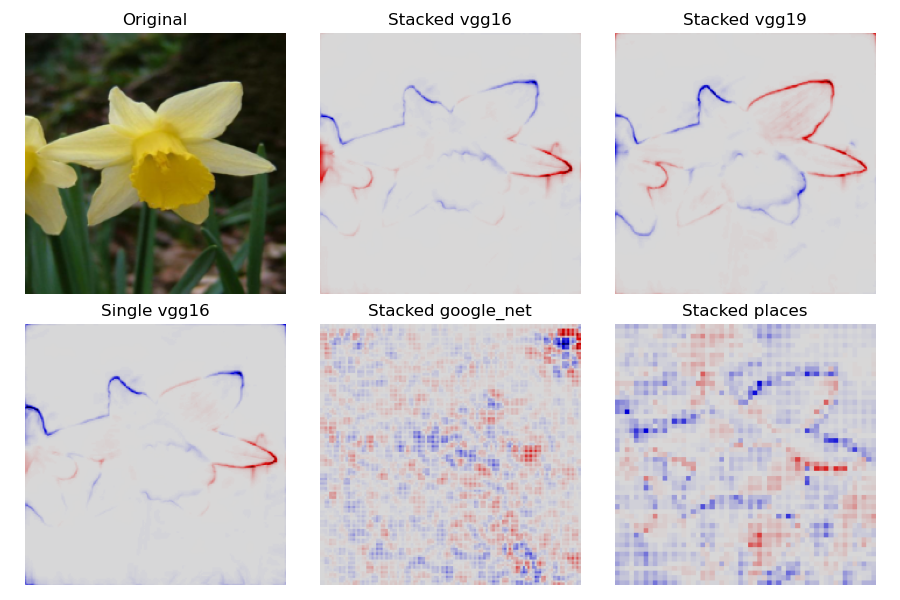 Original
Stacked vgg16
Stacked vgg19
Single vgg16
Stacked google_net
Stacked places